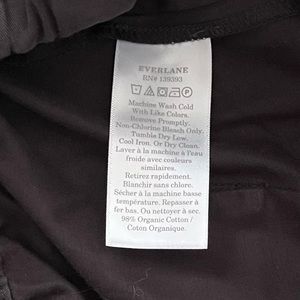 EVERLANE
RN# 139393
Machine Wash Cold
With Like Colors.
Remove Promptly.
Non-Chlorine Bleach Only.
Tumble Dry Low.
Cool Iron. Or Dry Clean.
Laver à la machine à l'eau
froide avec couleurs
similaires.
Retirez rapidement.
Blanchir sans chlore.
Sécher à la machine basse
température. Repasser à
fer bas. Ou nettoyer à sec.
98% Organic Cotton /
Coton Organique.